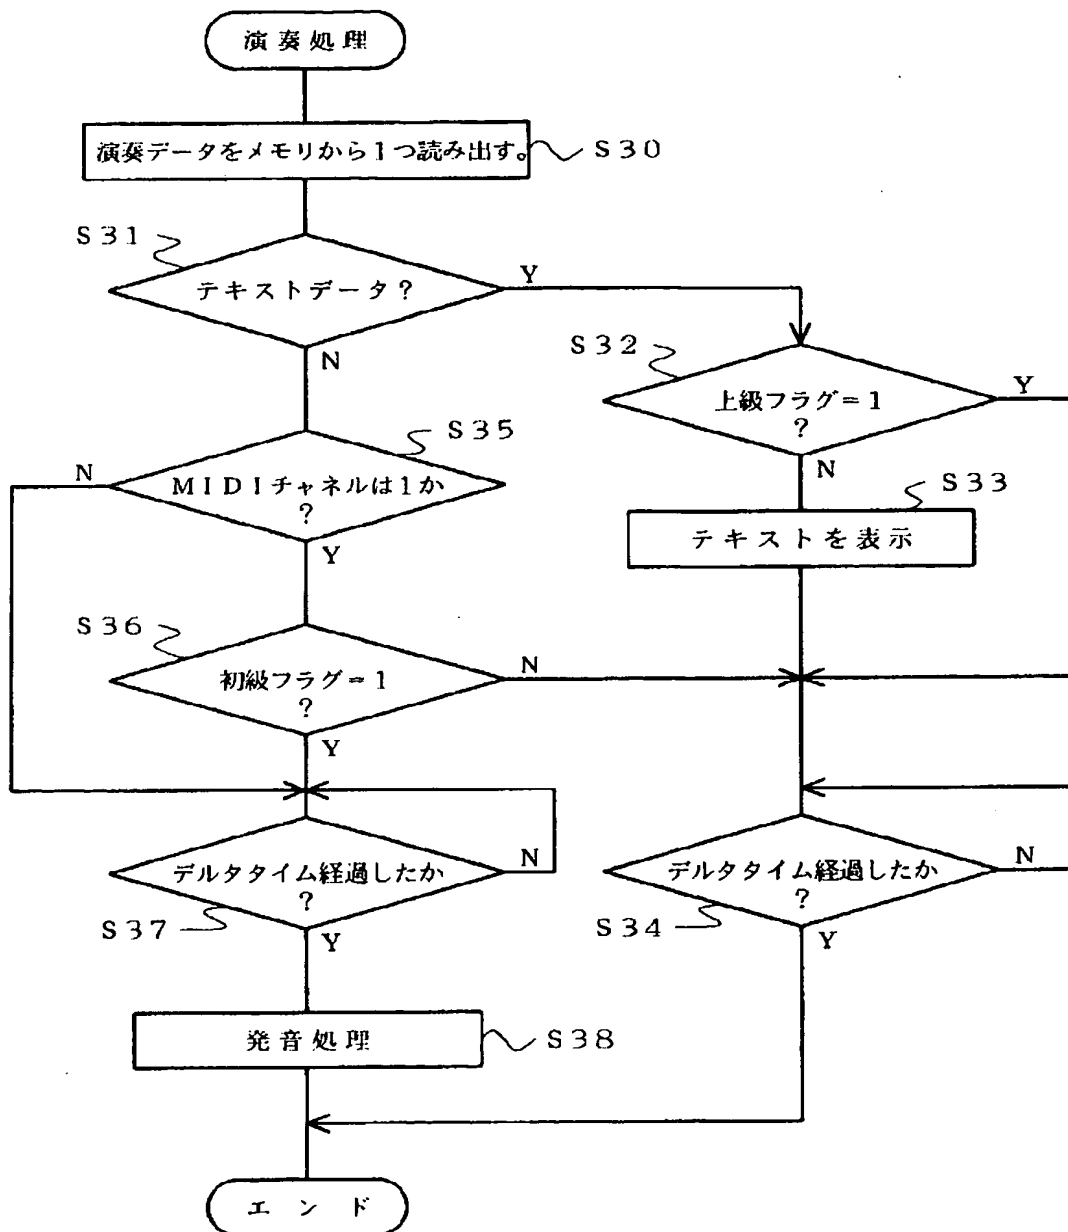 演奏処理
演奏データをメモリから1つ読み出す。
S30
S31
テキストデータ?
Y
N
S32
上級フラグ=1
?
Y
N
S33
テキストを表示
S35
MIDIチャネルは1か
?
N
Y
S36
初級フラグ=1
?
N
Y
デルタタイム経過したか
?
N
S37
Y
デルタタイム経過したか
?
N
S34
Y
発音処理
S38
エンド